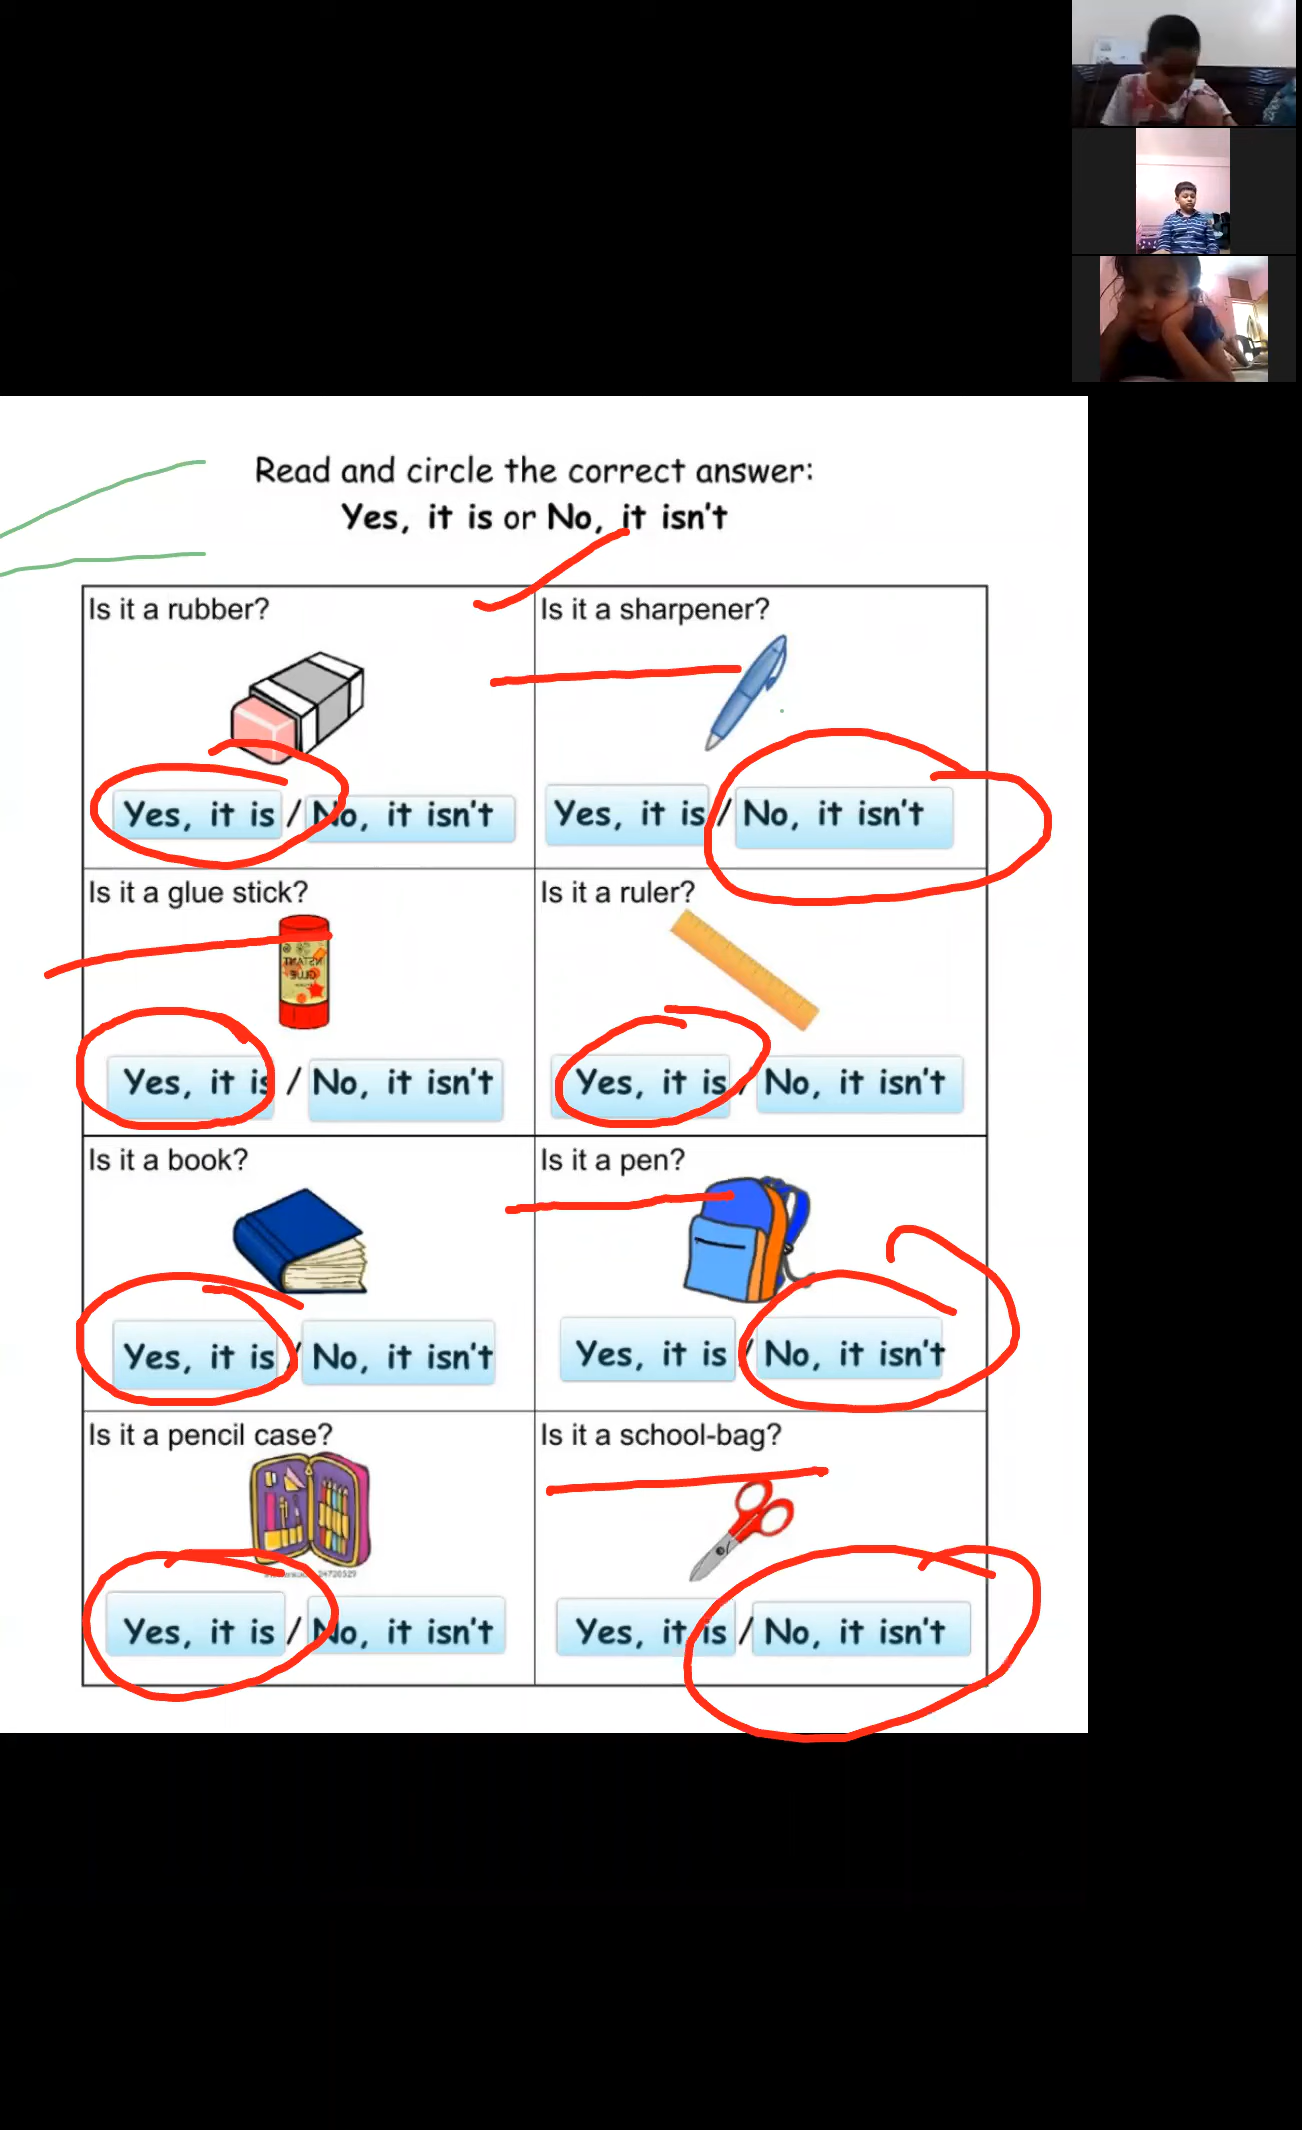 Read and circle the correct answer:
Yes, it is or No, it isn't
Is it a rubber?
Yes, it is / No, it isn't
Is it a sharpener?
Yes, it is / No, it isn't
Is it a glue stick?
INSTANT
GLUE
Yes, it is / No, it isn't
Is it a ruler?
Yes, it is / No, it isn't
Is it a book?
Yes, it is / No, it isn't
Is it a pen?
Yes, it is / No, it isn't
Is it a pencil case?
Yes, it is / No, it isn't
Is it a school-bag?
Yes, it is / No, it isn't